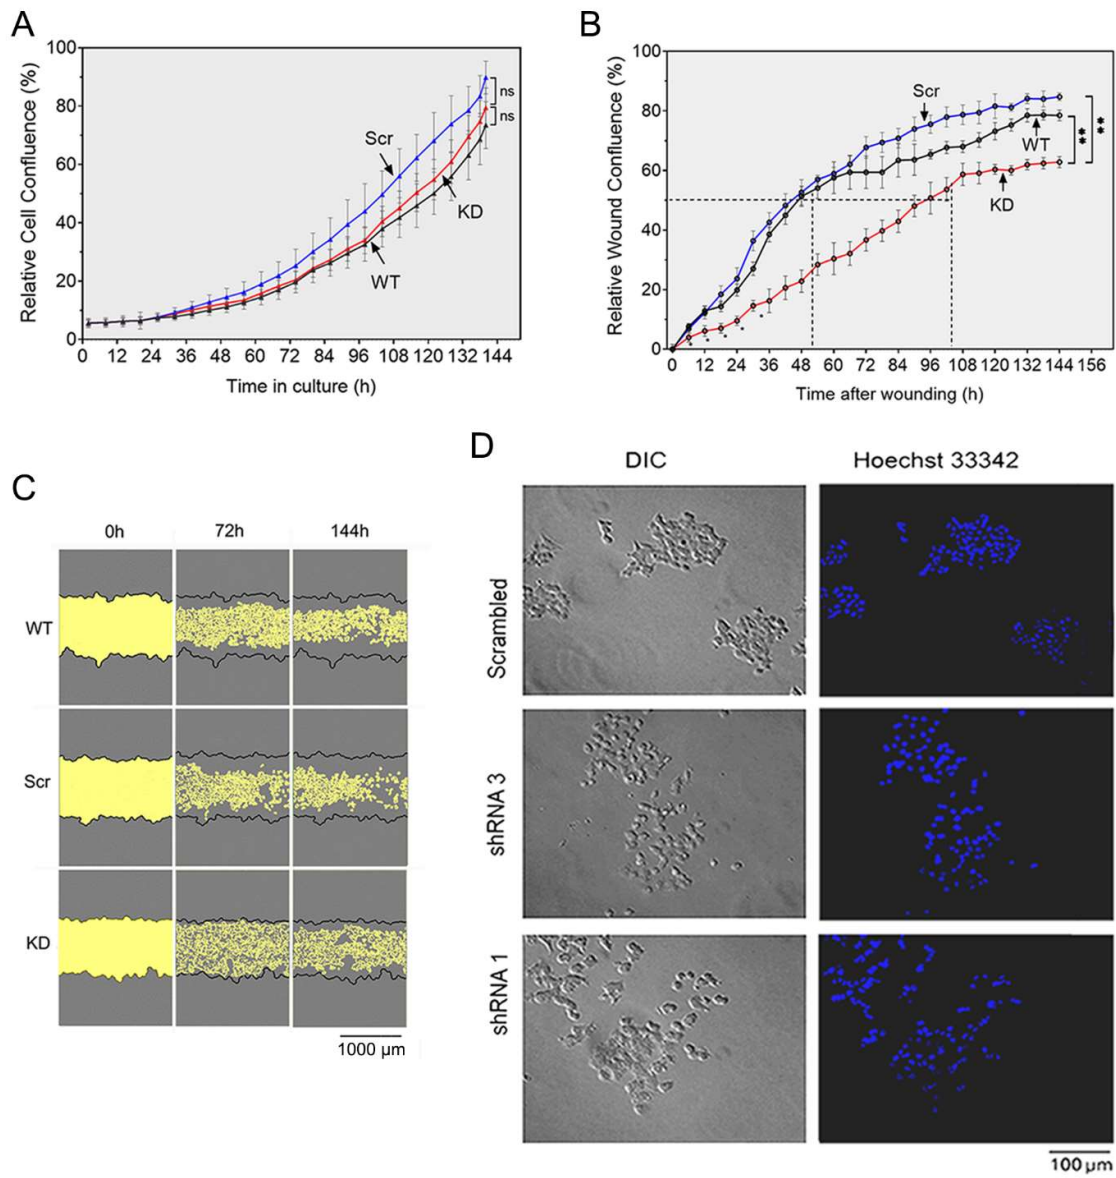 A
100
80
60
40
20
0
Relative Cell Confluence (%)
Scr
KD
WT
ns
ns
0 12 24 36 48 60 72 84 96 108 120 132 144
Time in culture (h)
B
100
80
60
40
20
0
Relative Wound Confluence (%)
Scr
WT
KD
**
**
0 12 24 36 48 60 72 84 96 108 120 132 144 156
Time after wounding (h)
C
0h 72h 144h
WT
Scr
KD
1000 µm
D
DIC Hoechst 33342
Scrambled
shRNA 3
shRNA 1
100 µm